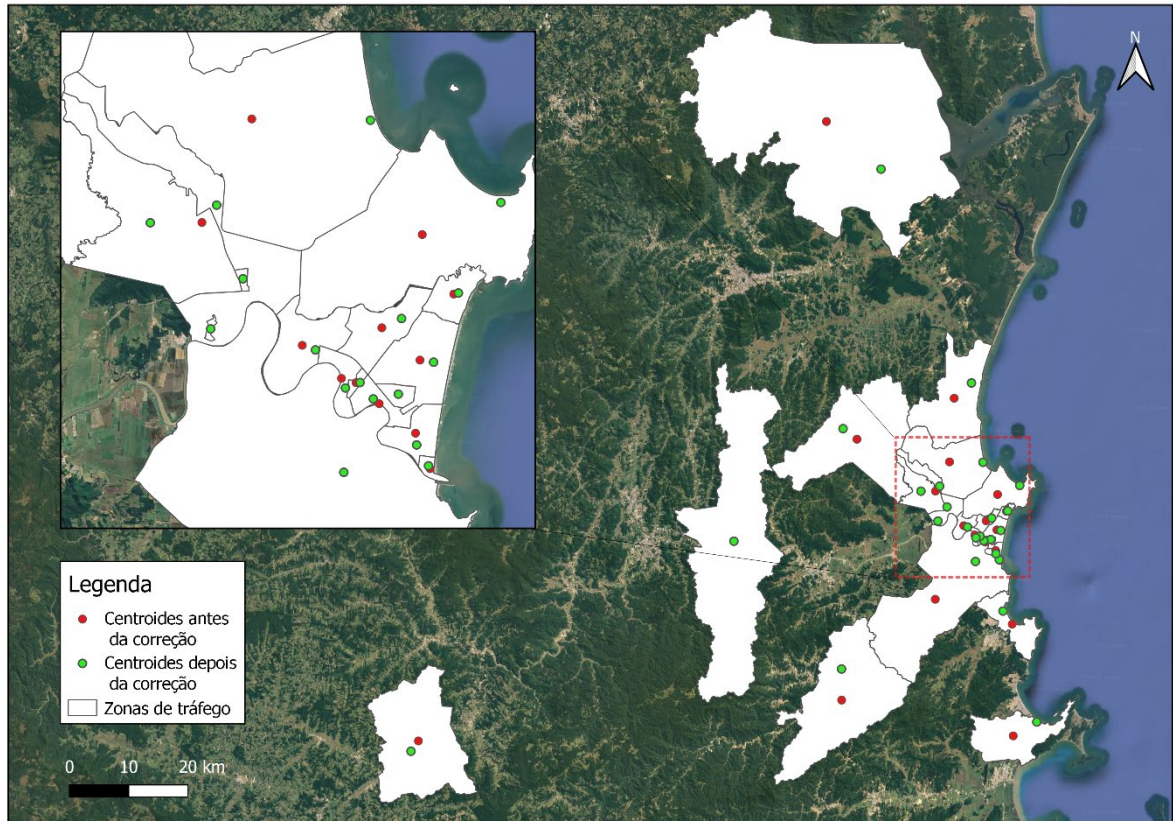 N
Legenda
Centroides antes
da correção
Centroides depois
da correção
Zonas de tráfego
0 10 20 km